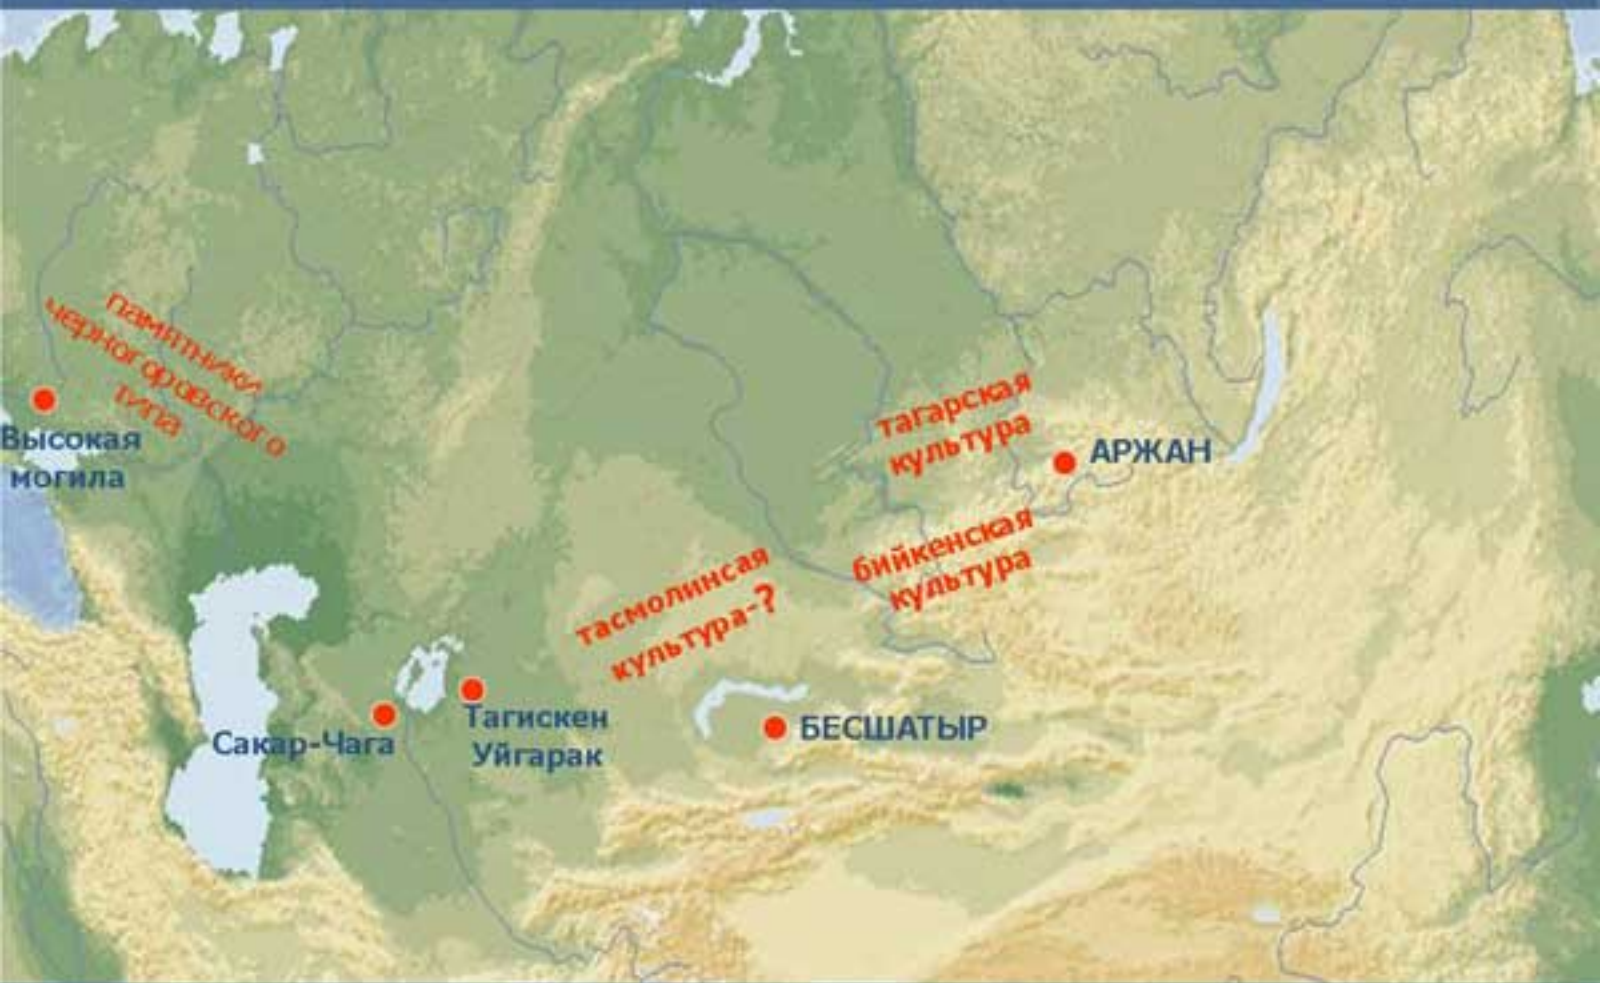 памятники
черногоровского
типа
Высокая
могила
тагарская
культура
АРЖАН
бийкенская
культура
тасмолинсая
культура-?
Тагискен
Уйгарак
Сакар-Чага
БЕСШАТЫР